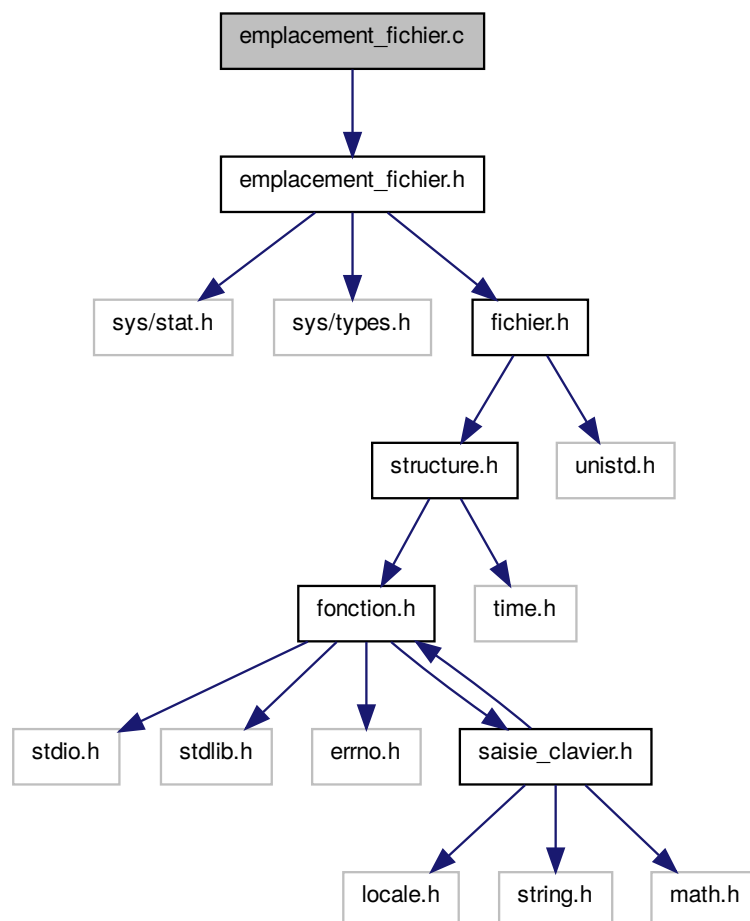 emplacement_fichier.c
emplacement_fichier.h
sys/stat.h
sys/types.h
fichier.h
structure.h
unistd.h
fonction.h
time.h
stdio.h
stdlib.h
errno.h
saisie_clavier.h
locale.h
string.h
math.h